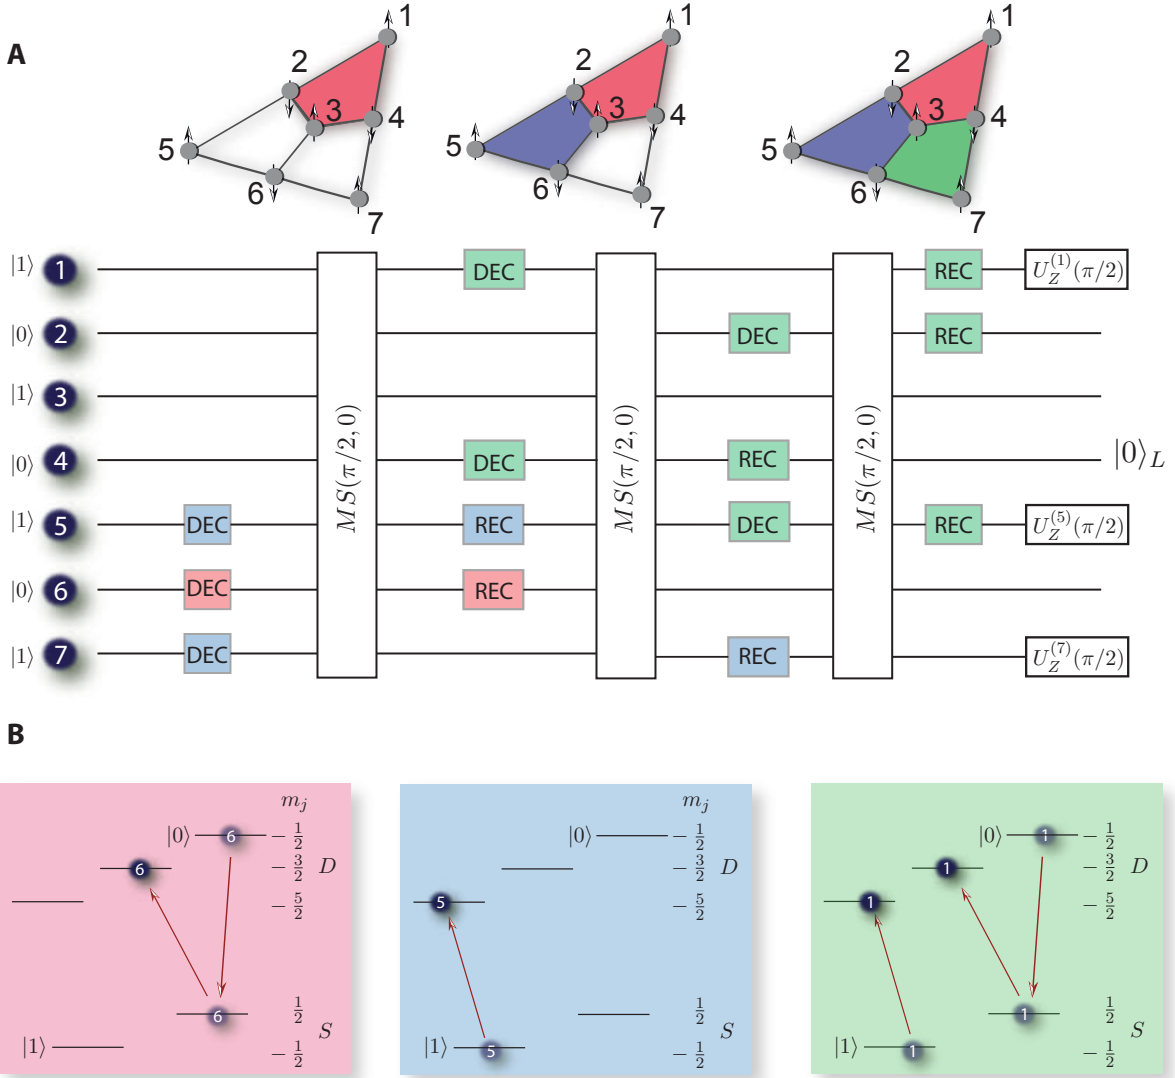 A
1 1 1
2 2 2
3 3 3
4 4 4
5 5 5
6 6 6
7 7 7
|1⟩ 1 DEC REC U_Z^{(1)}(π/2)
|0⟩ 2 DEC REC
|1⟩ 3
MS(π/2, 0) MS(π/2, 0) MS(π/2, 0)
|0⟩ 4 DEC REC |0⟩_L
|1⟩ 5 DEC REC DEC REC U_Z^{(5)}(π/2)
|0⟩ 6 DEC REC
|1⟩ 7 DEC REC U_Z^{(7)}(π/2)
B
m_j
|0⟩ 6 − 1/2
6 − 3/2 D
− 5/2
6 1/2
S
|1⟩ − 1/2
m_j
|0⟩ − 1/2
− 3/2 D
5 − 5/2
1/2
S
|1⟩ 5 − 1/2
m_j
|0⟩ 1 − 1/2
1 − 3/2 D
1 − 5/2
1 1/2
S
|1⟩ 1 − 1/2